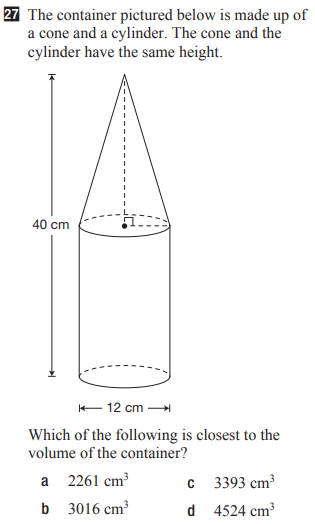 27 The container pictured below is made up of
a cone and a cylinder. The cone and the
cylinder have the same height.
40 cm
12 cm
Which of the following is closest to the
volume of the container?
a 2261 cm³ c 3393 cm³
b 3016 cm³ d 4524 cm³